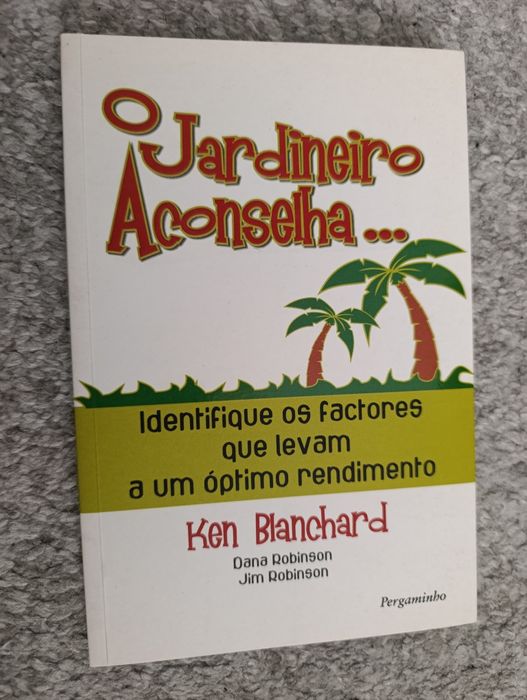 O Jardineiro
Aconselha...
Identifique os factores
que levam
a um óptimo rendimento
Ken Blanchard
Dana Robinson
Jim Robinson
Pergaminho